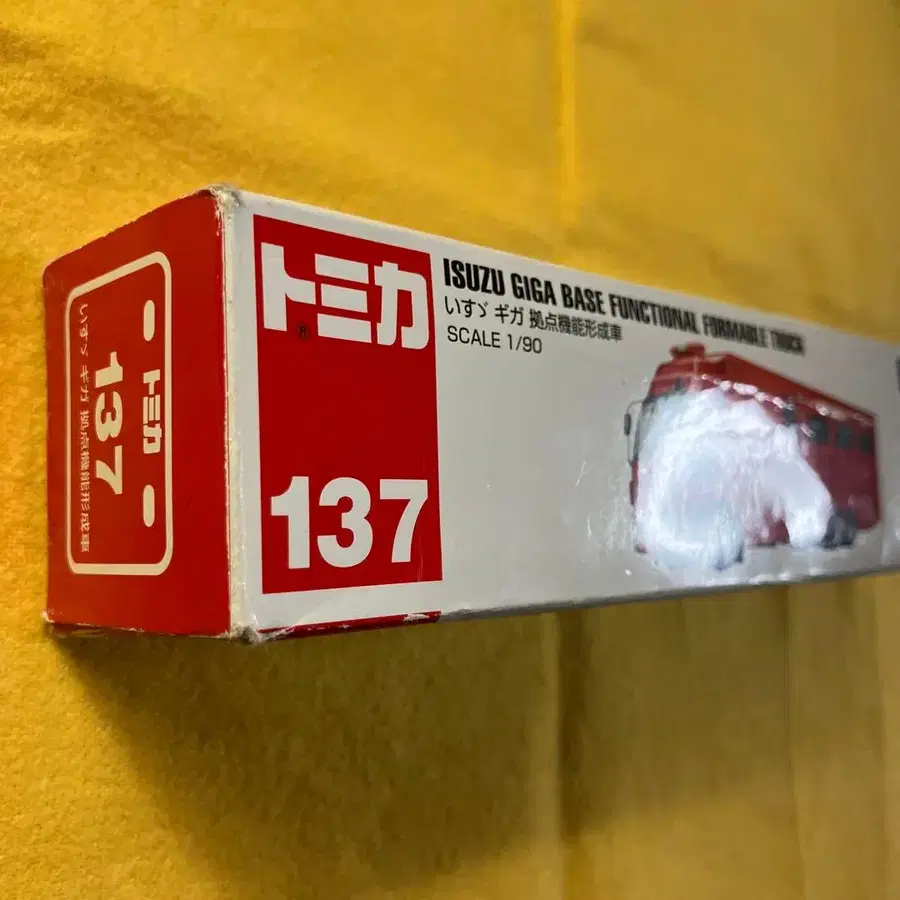 トミカ
®
137
ISUZU GIGA BASE FUNCTIONAL FORMABLE TRUCK
いすゞ ギガ 拠点機能形成車
SCALE 1/90
トミカ
137
いすゞ ギガ 拠点機能形成車